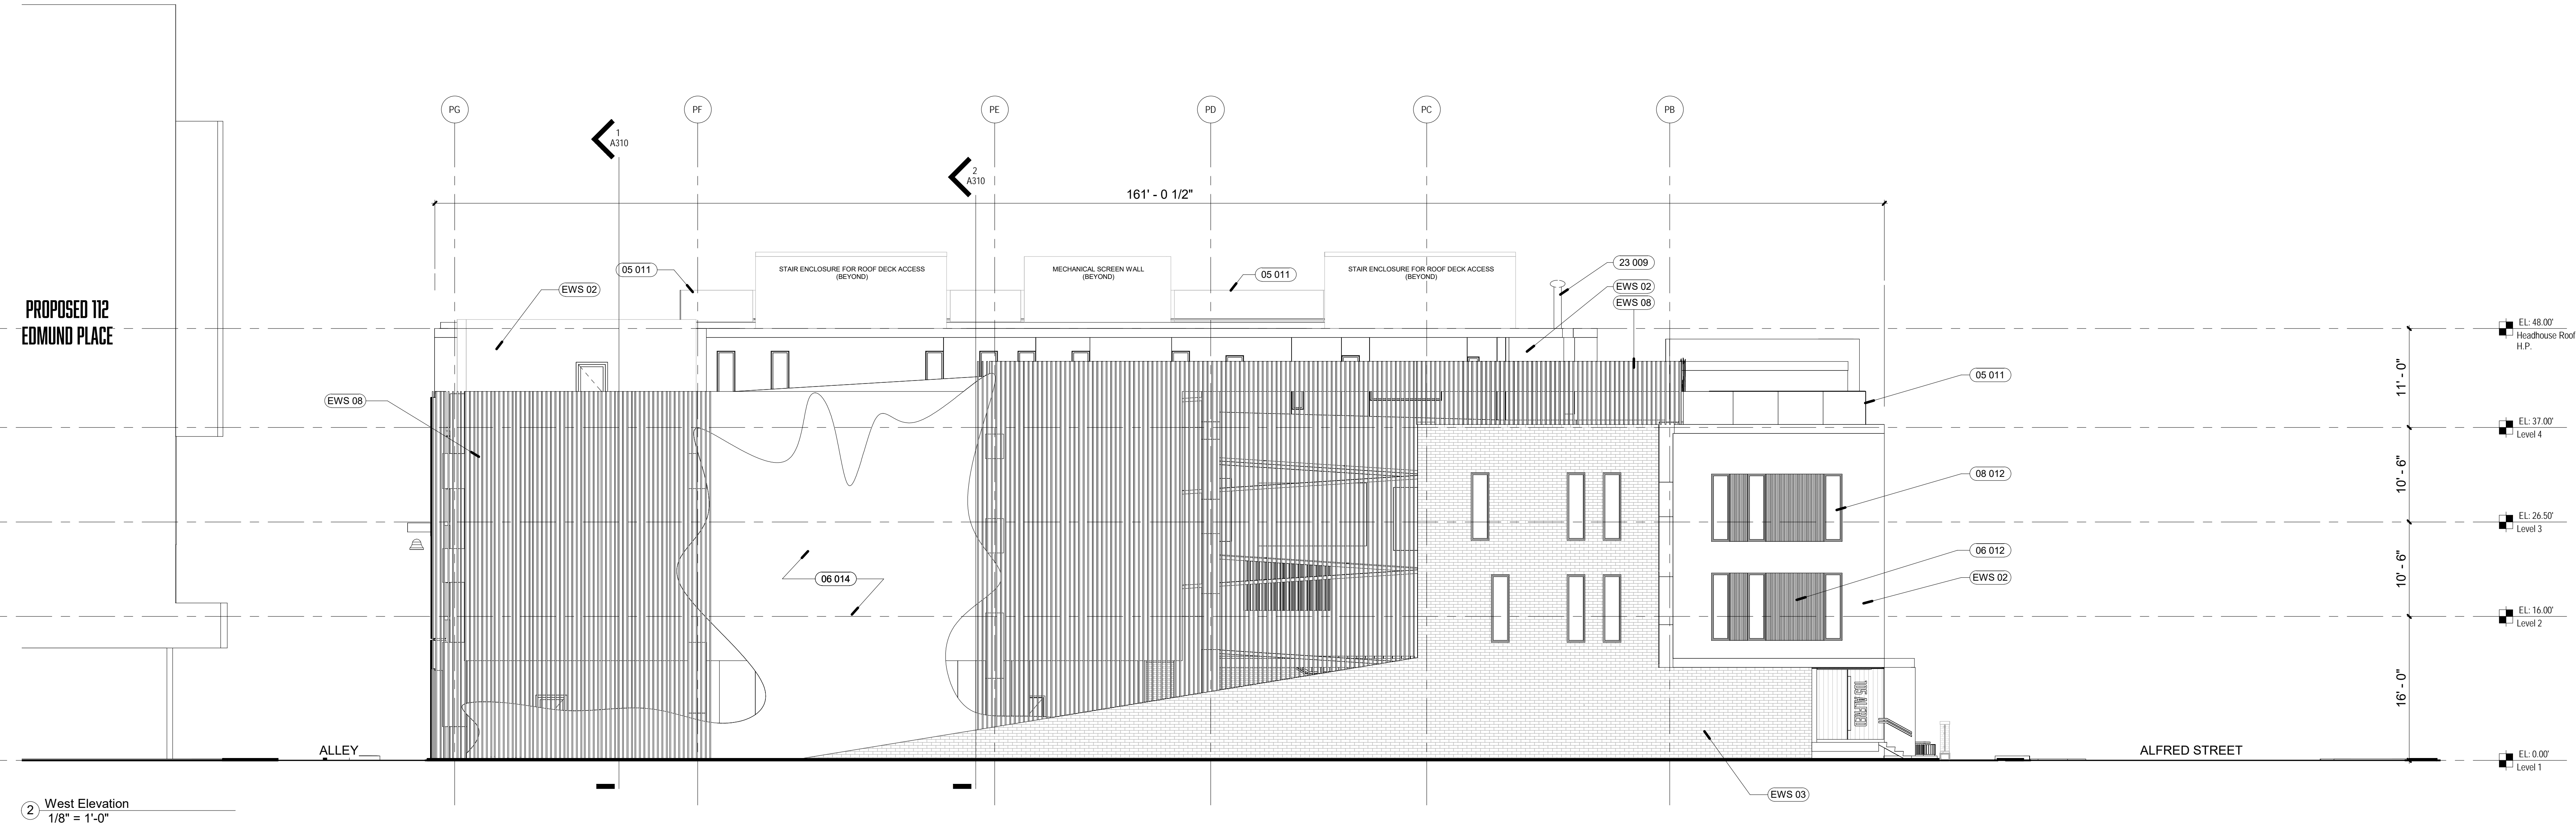 PG
PF
PE
PD
PC
PB
1
A310
2
A310
161' - 0 1/2"
05 011
STAIR ENCLOSURE FOR ROOF DECK ACCESS
(BEYOND)
MECHANICAL SCREEN WALL
(BEYOND)
05 011
STAIR ENCLOSURE FOR ROOF DECK ACCESS
(BEYOND)
23 009
EWS 02
EWS 02
EWS 08
PROPOSED 112
EDMUND PLACE
EL: 48.00'
Headhouse Roof
H.P.
11' - 0"
05 011
EWS 08
EL: 37.00'
Level 4
10' - 6"
08 012
EL: 26.50'
Level 3
06 012
EWS 02
06 014
10' - 6"
EL: 16.00'
Level 2
16' - 0"
105 ALFRED
ALLEY
ALFRED STREET
EL: 0.00'
Level 1
EWS 03
2
West Elevation
1/8" = 1'-0"